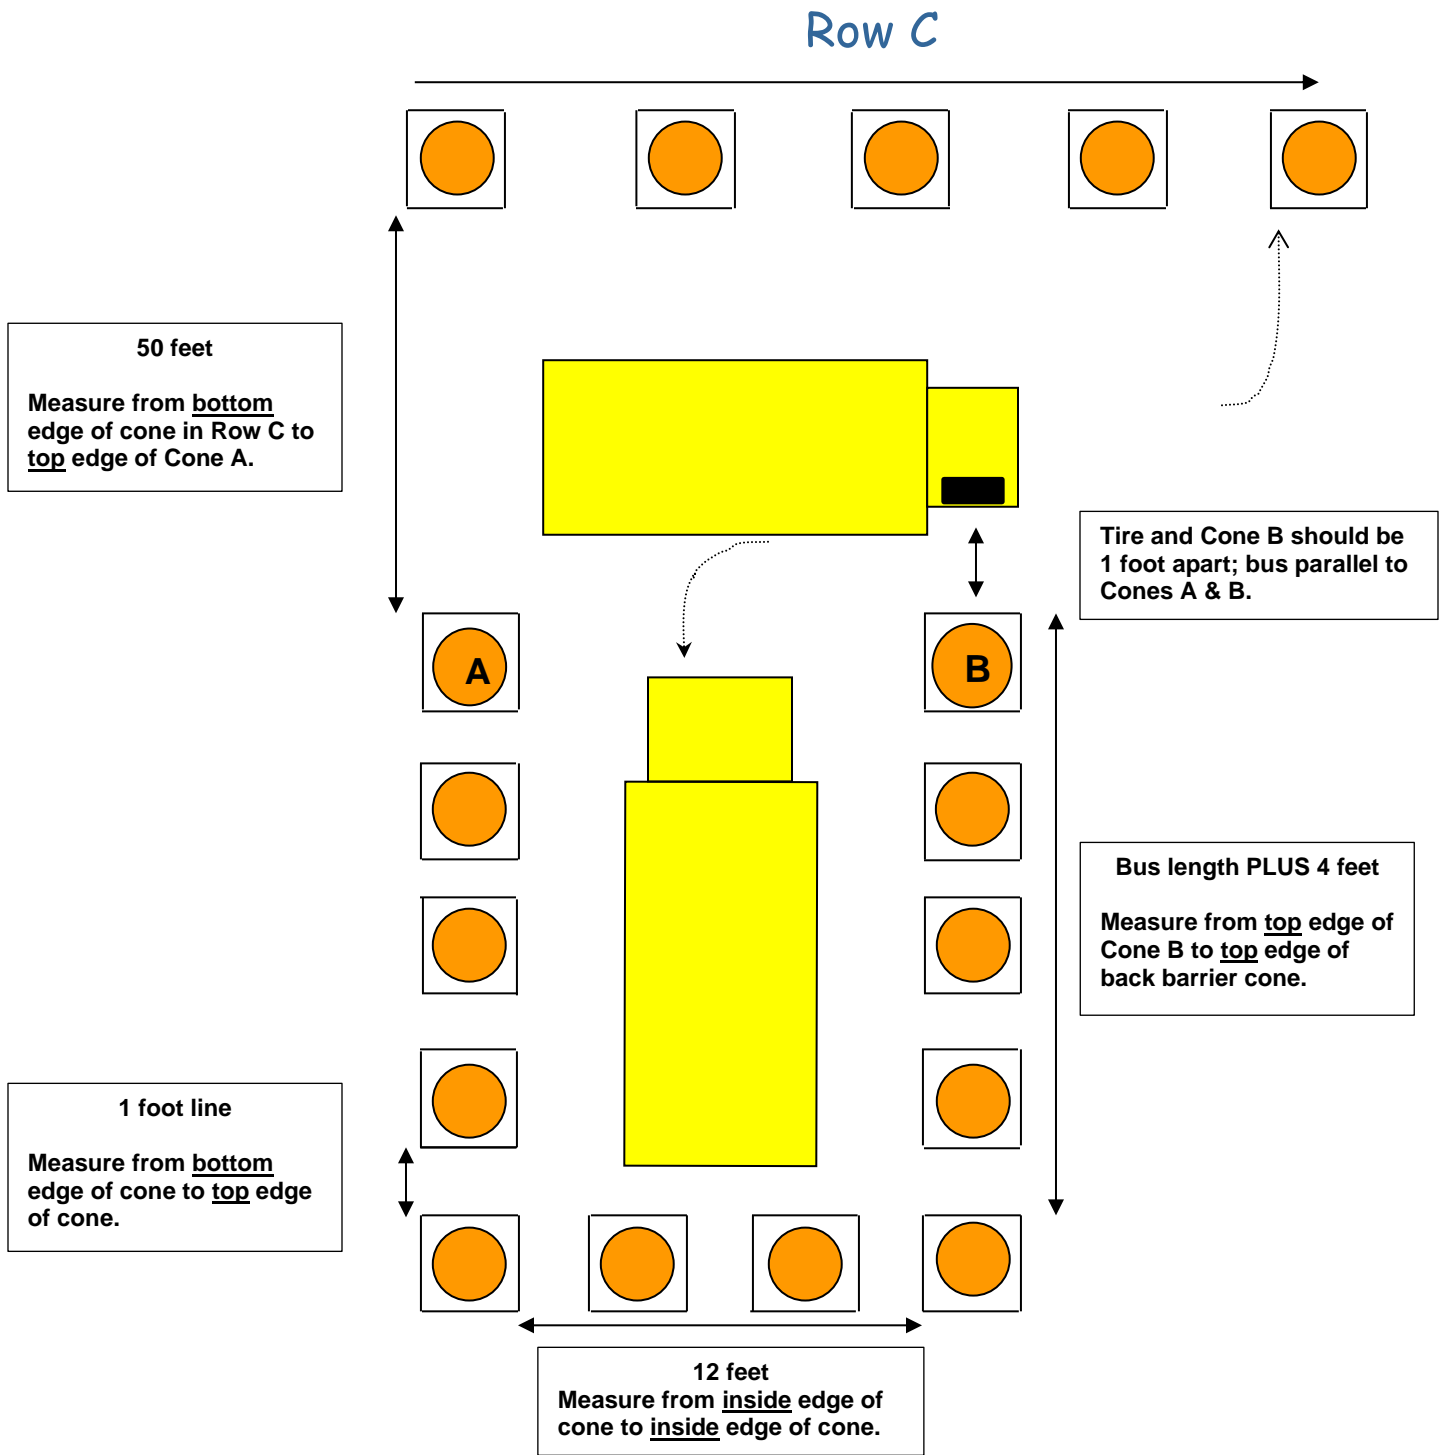 Row C
50 feet
Measure from bottom
edge of cone in Row C to
top edge of Cone A.
Tire and Cone B should be
1 foot apart; bus parallel to
Cones A & B.
A
B
Bus length PLUS 4 feet
Measure from top edge of
Cone B to top edge of
back barrier cone.
1 foot line
Measure from bottom
edge of cone to top edge
of cone.
12 feet
Measure from inside edge of
cone to inside edge of cone.